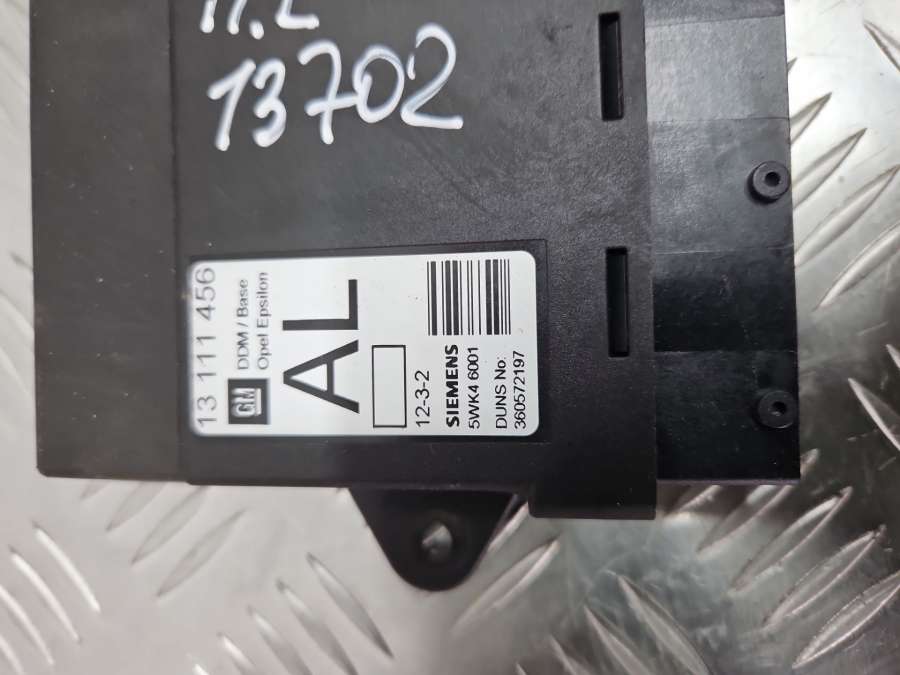 13702
13 111 456
GM
DDM / Base
Opel Epsilon
AL
12-3-2
SIEMENS
5WK4 6001
DUNS No:
360572197